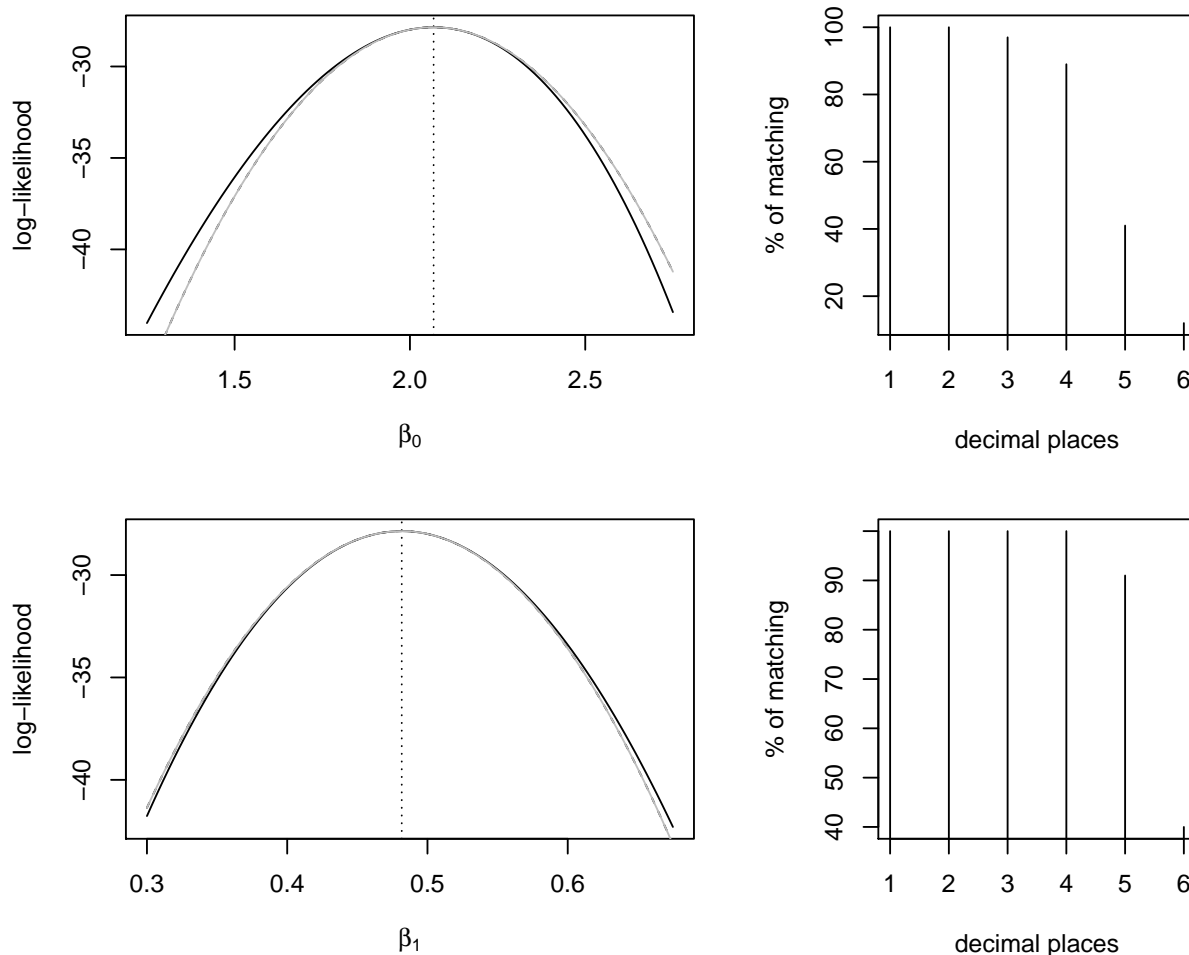 log−likelihood
−30
−35
−40
1.5 2.0 2.5
β0
% of matching
100
80
60
40
20
1 2 3 4 5 6
decimal places
log−likelihood
−30
−35
−40
0.3 0.4 0.5 0.6
β1
% of matching
90
80
70
60
50
40
1 2 3 4 5 6
decimal places